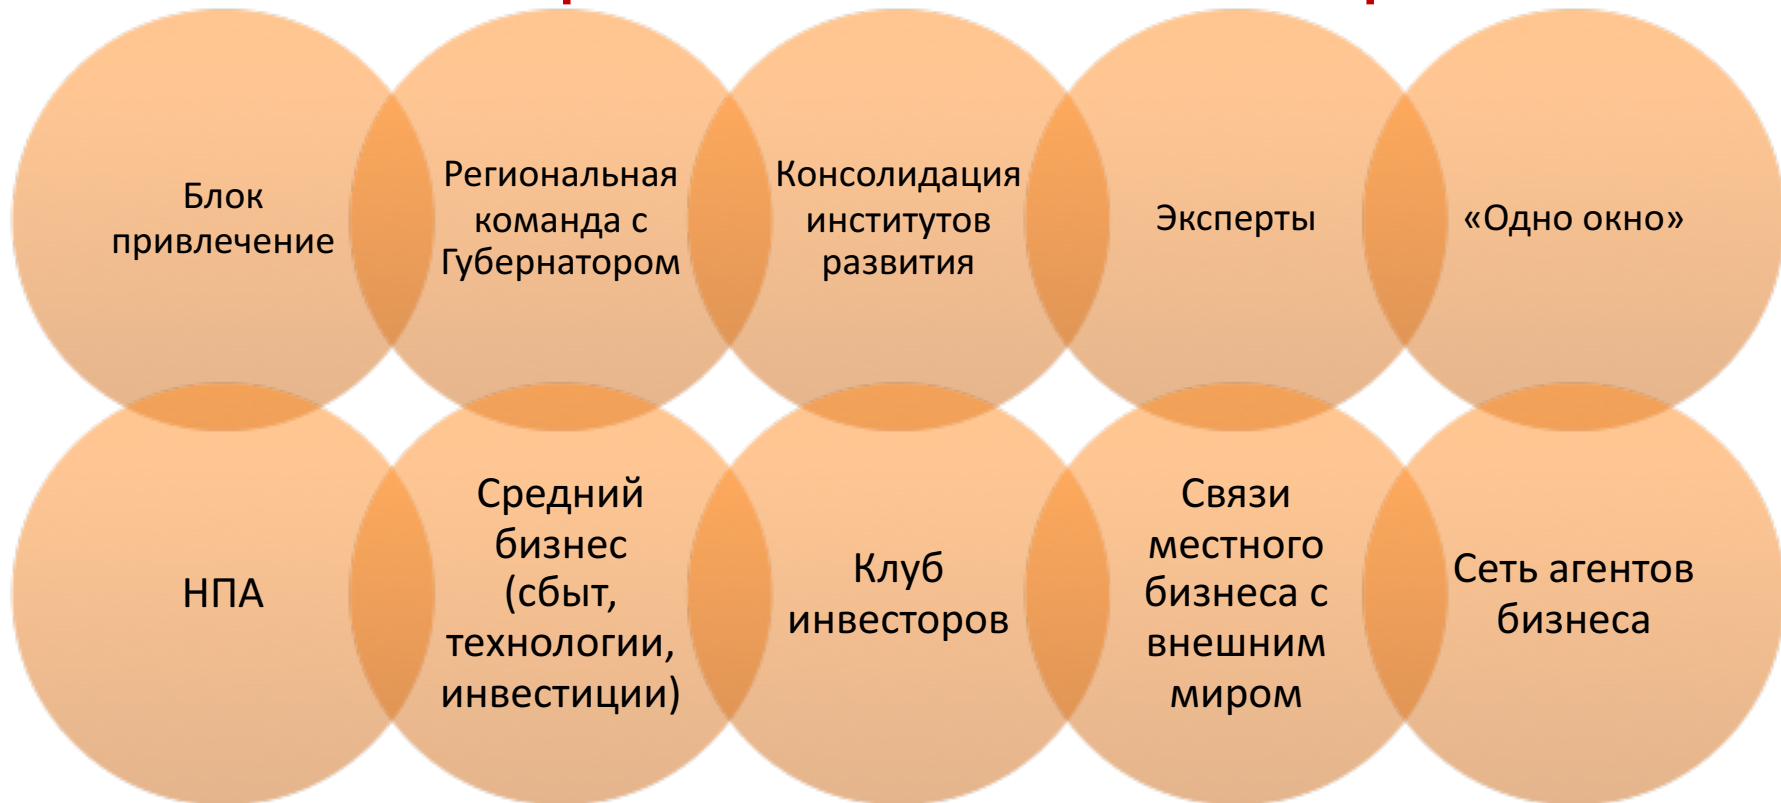 Блок
привлечение
Региональная
команда с
Губернатором
Консолидация
институтов
развития
Эксперты
«Одно окно»
НПА
Средний
бизнес
(сбыт,
технологии,
инвестиции)
Клуб
инвесторов
Связи
местного
бизнеса с
внешним
миром
Сеть агентов
бизнеса